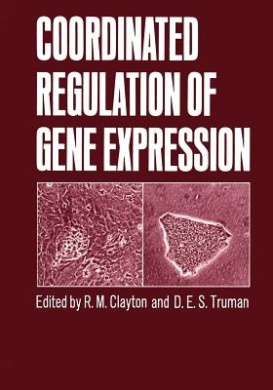 COORDINATED
REGULATION OF
GENE EXPRESSION
Edited by R. M. Clayton and D. E. S. Truman